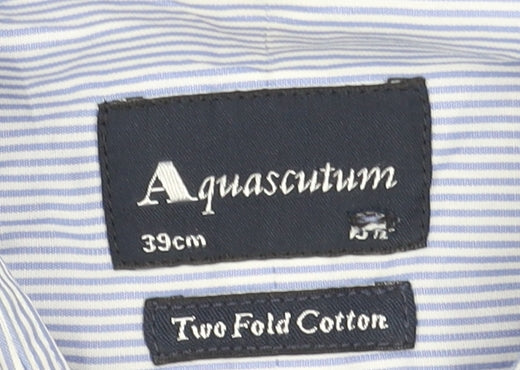 Aquascutum
39cm
Two Fold Cotton